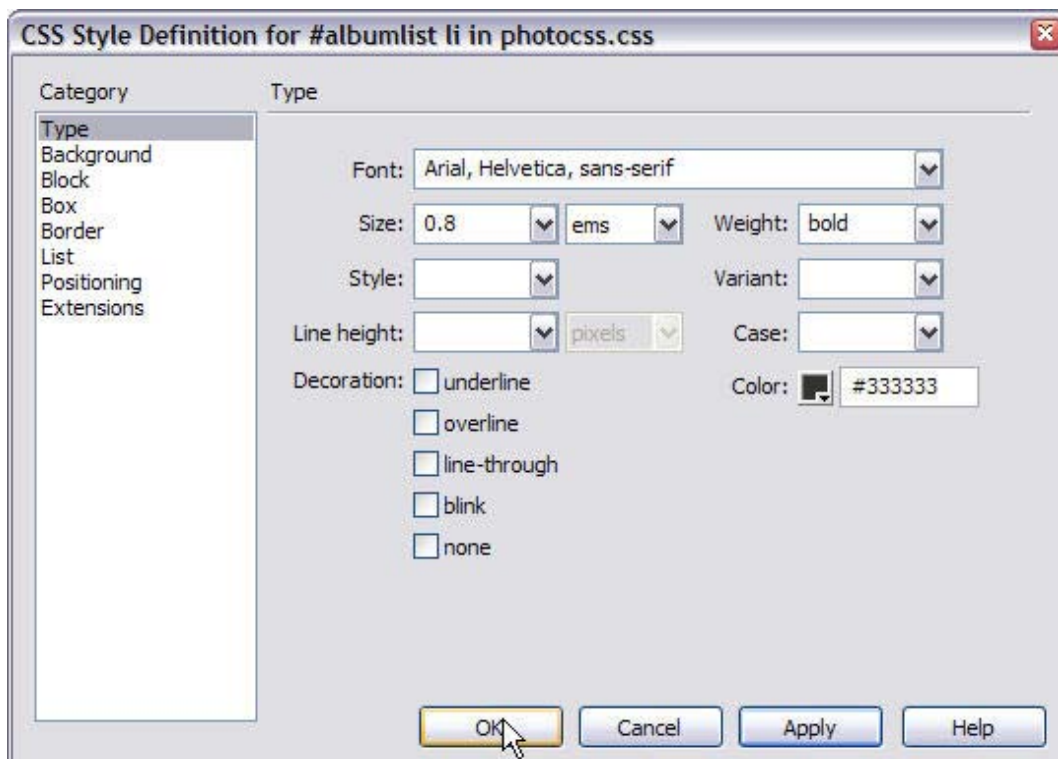 CSS Style Definition for #albumlist li in photocss.css
Category
Type
Type
Background
Block
Box
Border
List
Positioning
Extensions
Font: Arial, Helvetica, sans-serif
Size: 0.8 ems Weight: bold
Style: Variant:
Line height: pixels Case:
Decoration: underline Color: #333333
overline
line-through
blink
none
OK Cancel Apply Help